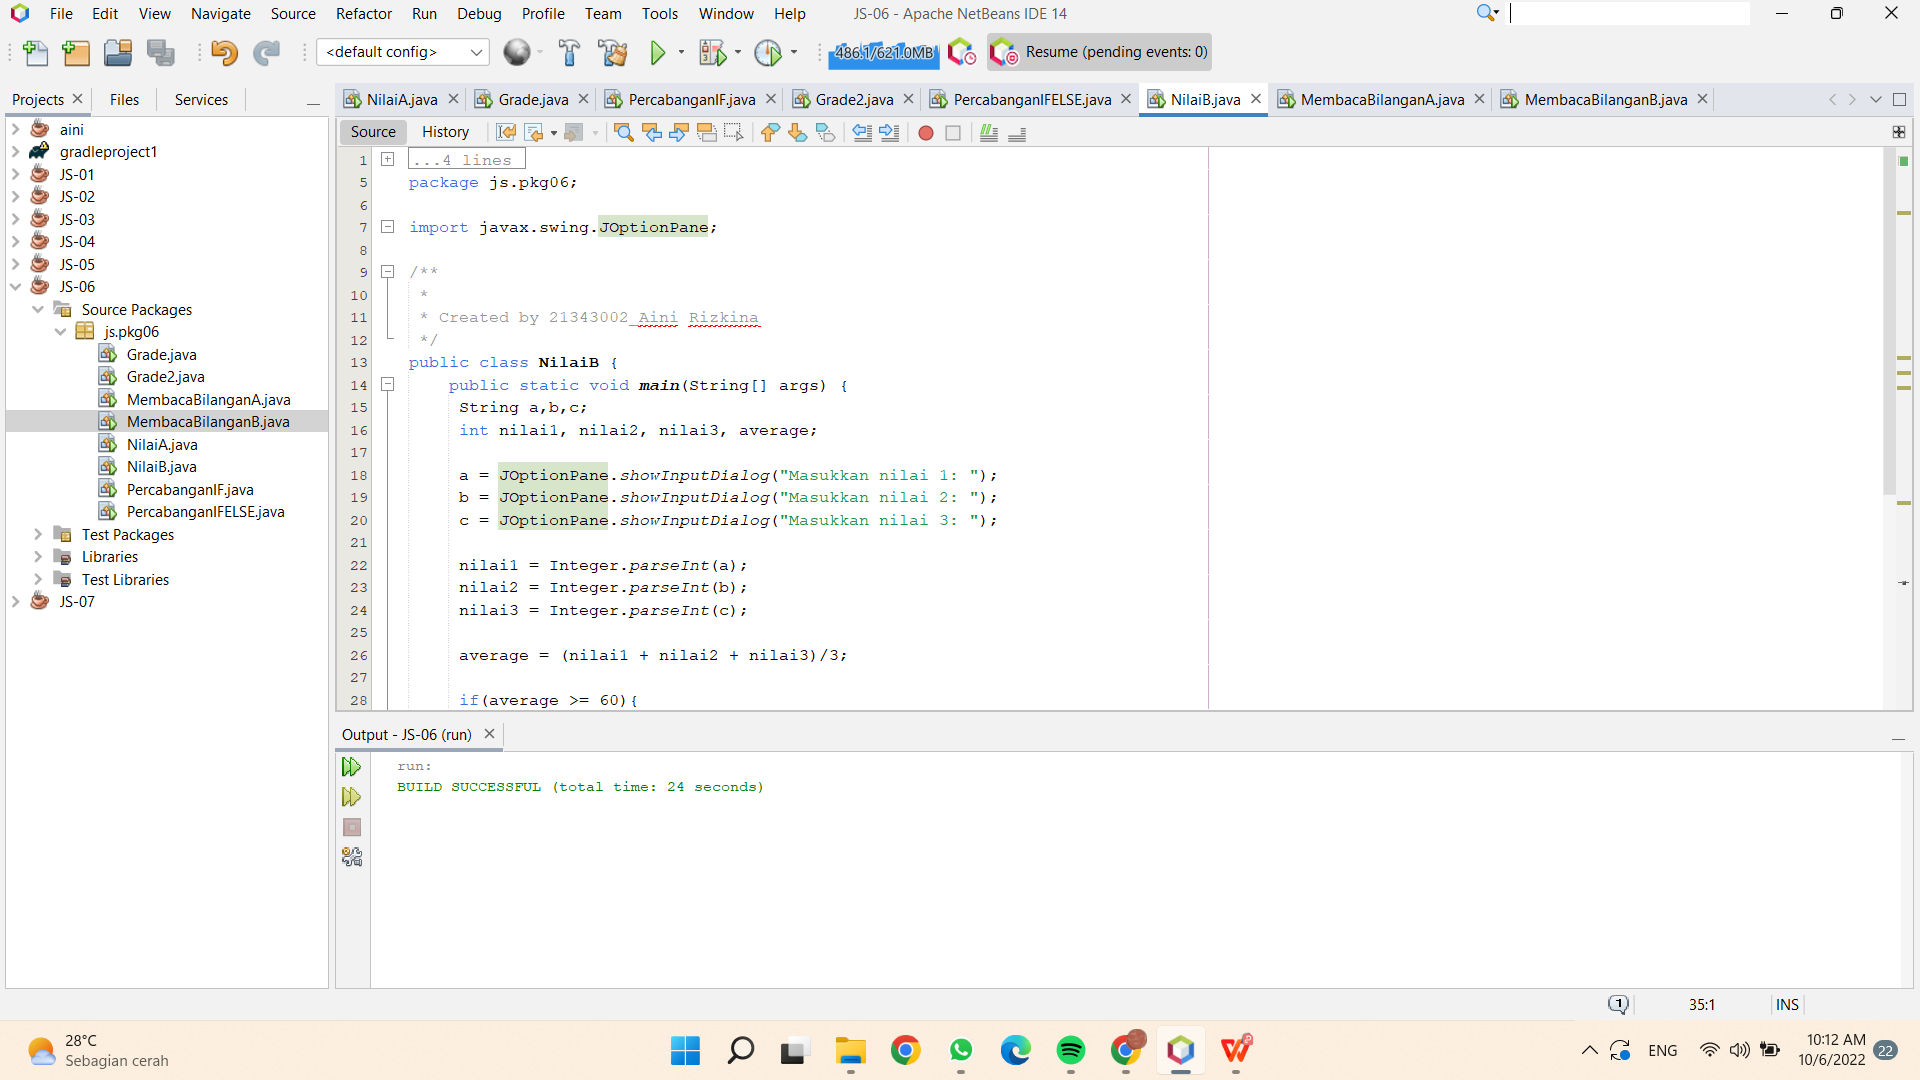 File Edit View Navigate Source Refactor Run Debug Profile Team Tools Window Help JS-06 - Apache NetBeans IDE 14
<default config> 486.1/621.0MB Resume (pending events: 0)
Projects Files Services
NilaiA.java Grade.java PercabanganIF.java Grade2.java PercabanganIFELSE.java NilaiB.java MembacaBilanganA.java MembacaBilanganB.java
Source History
aini
gradleproject1
JS-01
JS-02
JS-03
JS-04
JS-05
JS-06
Source Packages
js.pkg06
Grade.java
Grade2.java
MembacaBilanganA.java
MembacaBilanganB.java
NilaiA.java
NilaiB.java
PercabanganIF.java
PercabanganIFELSE.java
Test Packages
Libraries
Test Libraries
JS-07
1 ...4 lines
5 package js.pkg06;
6
7 import javax.swing.JOptionPane;
8
9 /**
10 *
11 * Created by 21343002_Aini Rizkina
12 */
13 public class NilaiB {
14 public static void main(String[] args) {
15 String a,b,c;
16 int nilai1, nilai2, nilai3, average;
17
18 a = JOptionPane.showInputDialog("Masukkan nilai 1: ");
19 b = JOptionPane.showInputDialog("Masukkan nilai 2: ");
20 c = JOptionPane.showInputDialog("Masukkan nilai 3: ");
21
22 nilai1 = Integer.parseInt(a);
23 nilai2 = Integer.parseInt(b);
24 nilai3 = Integer.parseInt(c);
25
26 average = (nilai1 + nilai2 + nilai3)/3;
27
28 if(average >= 60){
Output - JS-06 (run)
run:
BUILD SUCCESSFUL (total time: 24 seconds)
1 35:1 INS
28°C
Sebagian cerah
ENG
10:12 AM
10/6/2022
22